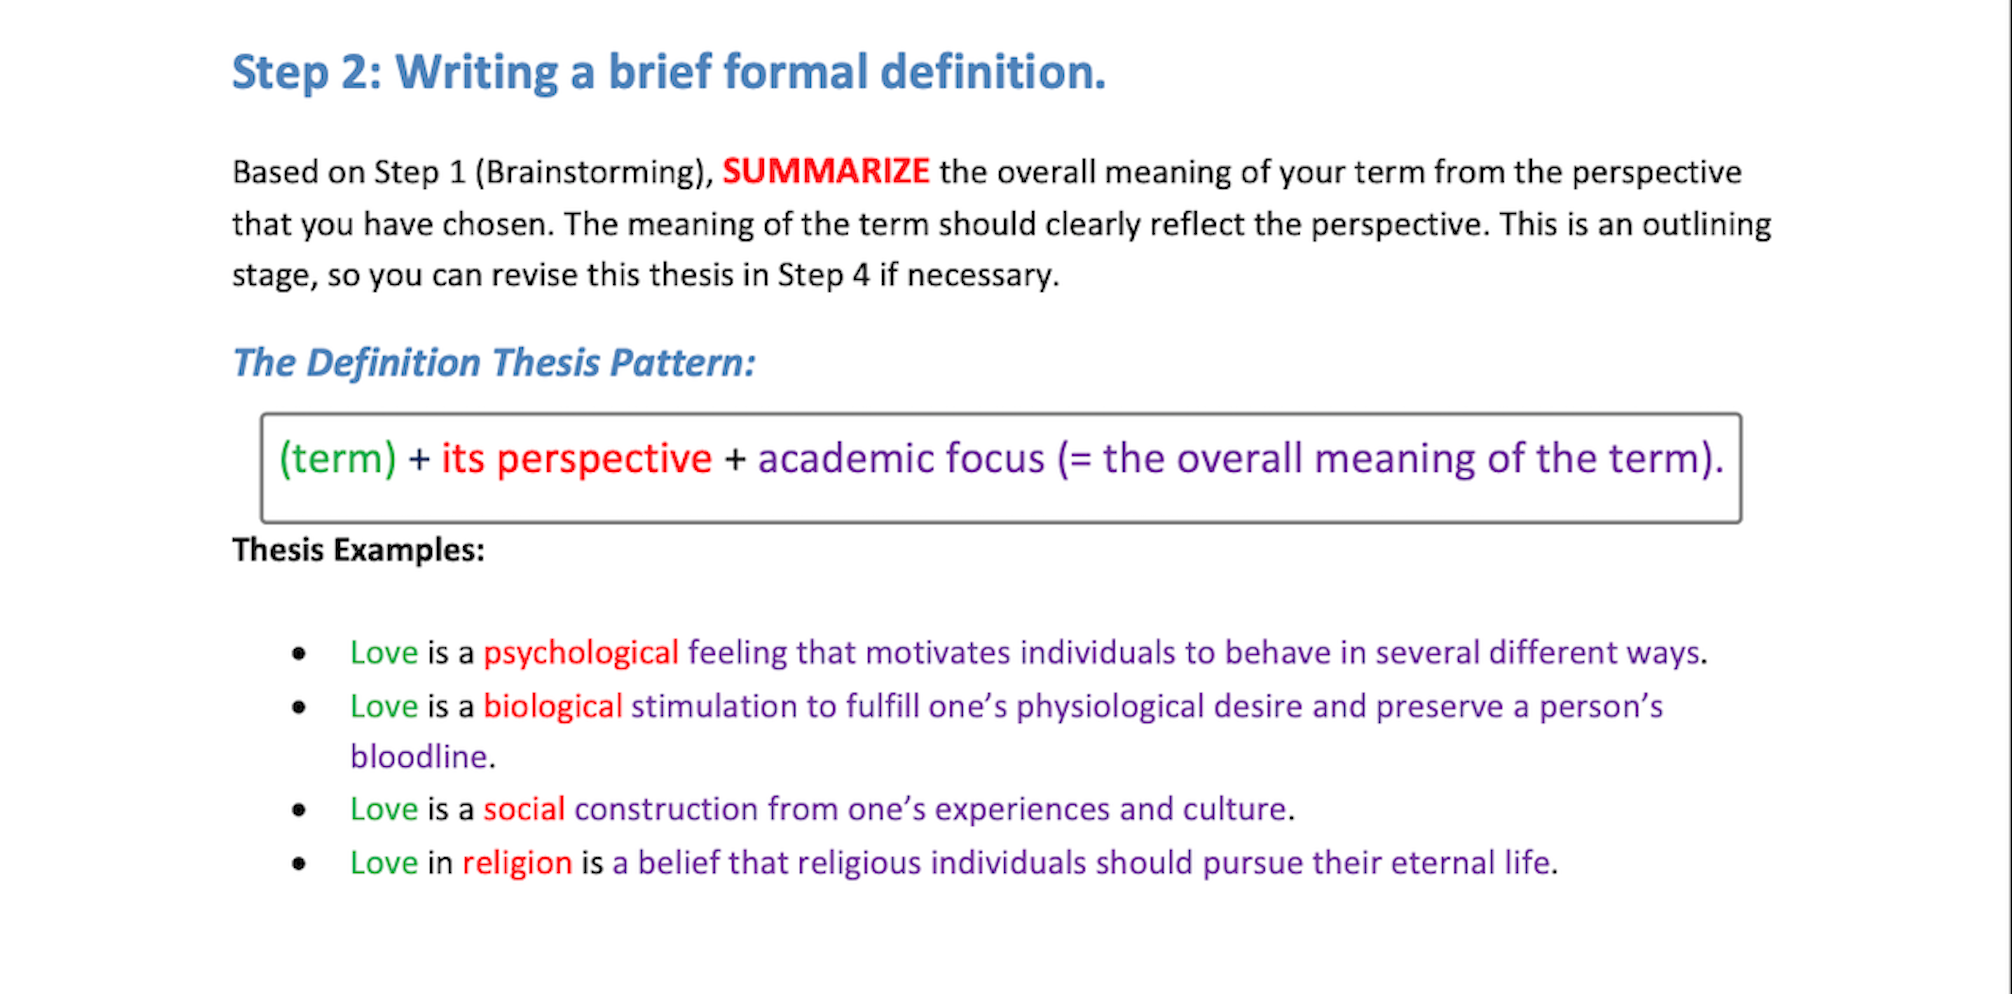 Step 2: Writing a brief formal definition.
Based on Step 1 (Brainstorming), SUMMARIZE the overall meaning of your term from the perspective
that you have chosen. The meaning of the term should clearly reflect the perspective. This is an outlining
stage, so you can revise this thesis in Step 4 if necessary.
The Definition Thesis Pattern:
(term) + its perspective + academic focus (= the overall meaning of the term).
Thesis Examples:
• Love is a psychological feeling that motivates individuals to behave in several different ways.
• Love is a biological stimulation to fulfill one’s physiological desire and preserve a person’s
bloodline.
• Love is a social construction from one’s experiences and culture.
• Love in religion is a belief that religious individuals should pursue their eternal life.